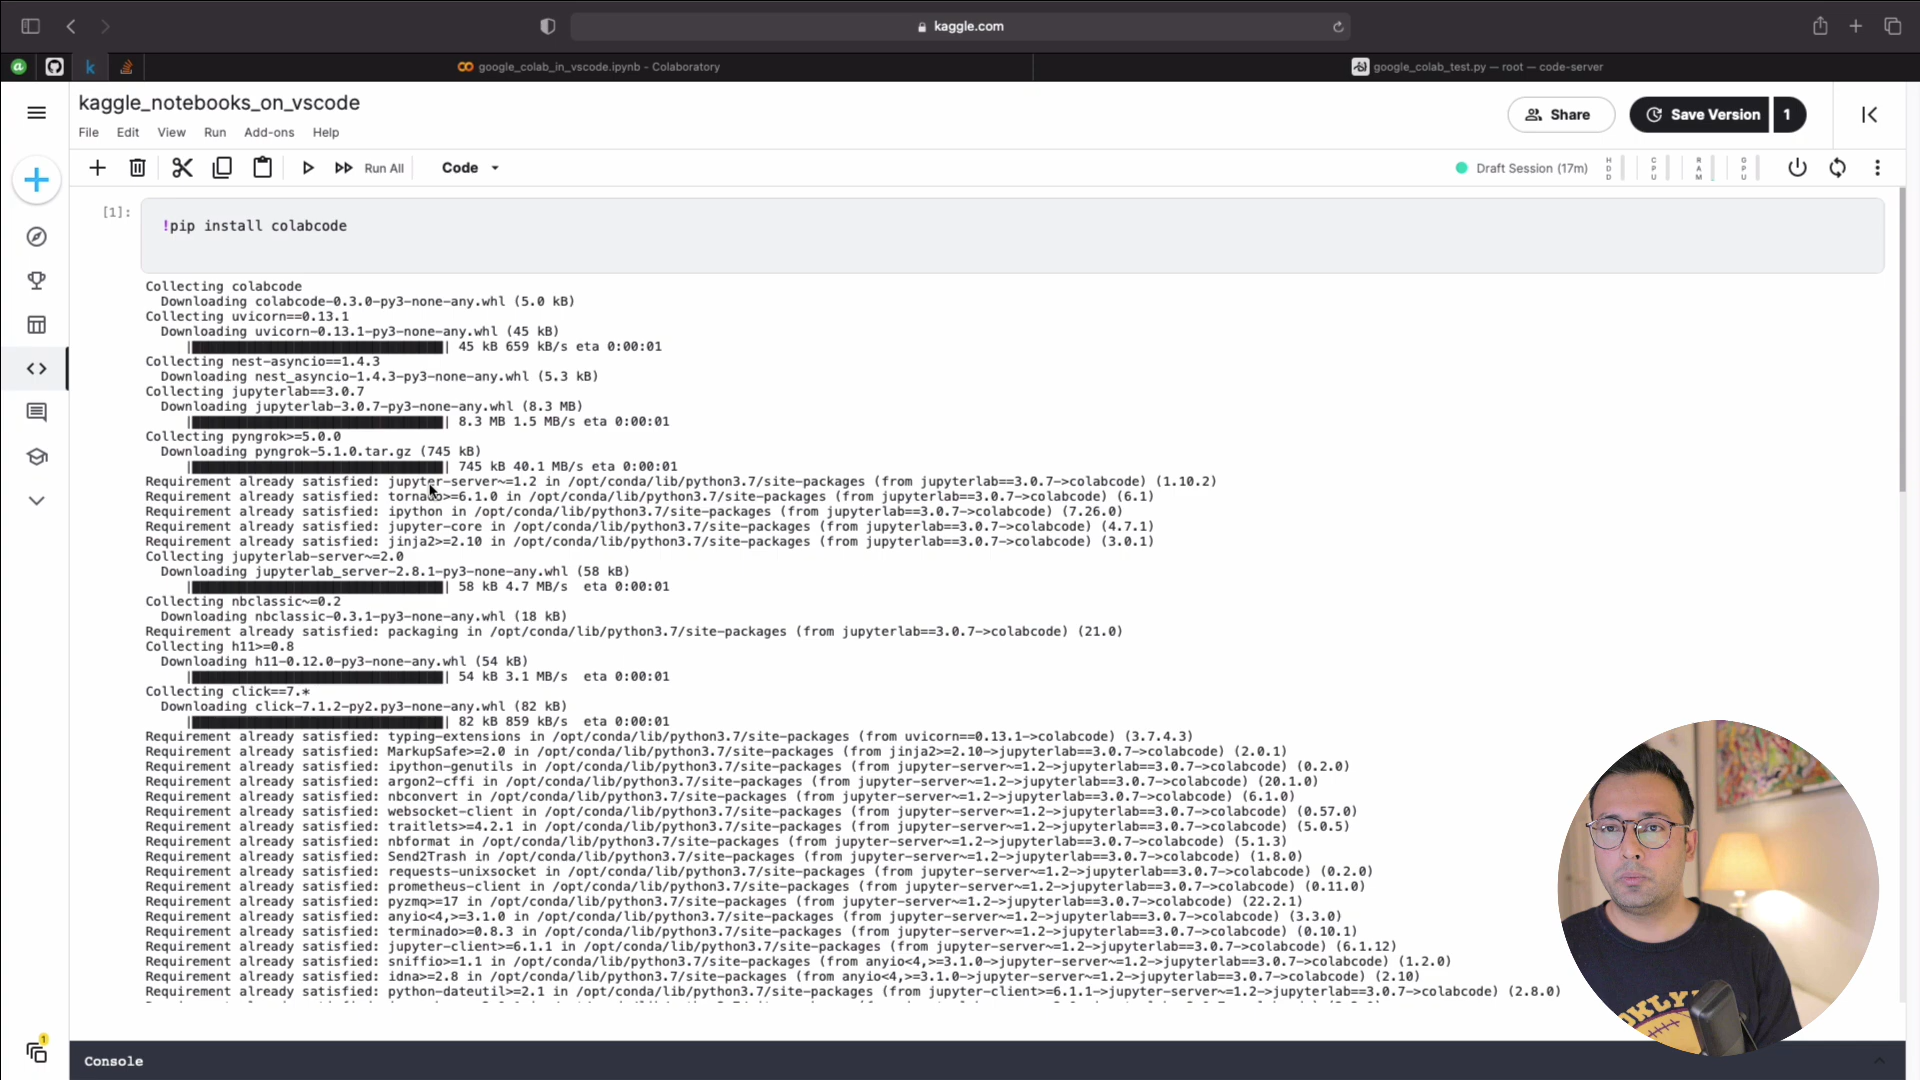 kaggle.com
google_colab_in_vscode.ipynb - Colaboratory
google_colab_test.py — root — code-server
kaggle_notebooks_on_vscode
File Edit View Run Add-ons Help
Share
Save Version 1
Run All
Code
Draft Session (17m)
HDD
CPU
RAM
GPU
[1]:
!pip install colabcode
Collecting colabcode
Downloading colabcode-0.3.0-py3-none-any.whl (5.0 kB)
Collecting uvicorn==0.13.1
Downloading uvicorn-0.13.1-py3-none-any.whl (45 kB)
45 kB 659 kB/s eta 0:00:01
Collecting nest-asyncio==1.4.3
Downloading nest_asyncio-1.4.3-py3-none-any.whl (5.3 kB)
Collecting jupyterlab==3.0.7
Downloading jupyterlab-3.0.7-py3-none-any.whl (8.3 MB)
8.3 MB 1.5 MB/s eta 0:00:01
Collecting pyngrok>=5.0.0
Downloading pyngrok-5.1.0.tar.gz (745 kB)
745 kB 40.1 MB/s eta 0:00:01
Requirement already satisfied: jupyter-server~=1.2 in /opt/conda/lib/python3.7/site-packages (from jupyterlab==3.0.7->colabcode) (1.10.2)
Requirement already satisfied: tornado>=6.1.0 in /opt/conda/lib/python3.7/site-packages (from jupyterlab==3.0.7->colabcode) (6.1)
Requirement already satisfied: ipython in /opt/conda/lib/python3.7/site-packages (from jupyterlab==3.0.7->colabcode) (7.26.0)
Requirement already satisfied: jupyter-core in /opt/conda/lib/python3.7/site-packages (from jupyterlab==3.0.7->colabcode) (4.7.1)
Requirement already satisfied: jinja2>=2.10 in /opt/conda/lib/python3.7/site-packages (from jupyterlab==3.0.7->colabcode) (3.0.1)
Collecting jupyterlab-server~=2.0
Downloading jupyterlab_server-2.8.1-py3-none-any.whl (58 kB)
58 kB 4.7 MB/s eta 0:00:01
Collecting nbclassic~=0.2
Downloading nbclassic-0.3.1-py3-none-any.whl (18 kB)
Requirement already satisfied: packaging in /opt/conda/lib/python3.7/site-packages (from jupyterlab==3.0.7->colabcode) (21.0)
Collecting h11>=0.8
Downloading h11-0.12.0-py3-none-any.whl (54 kB)
54 kB 3.1 MB/s eta 0:00:01
Collecting click==7.*
Downloading click-7.1.2-py2.py3-none-any.whl (82 kB)
82 kB 859 kB/s eta 0:00:01
Requirement already satisfied: typing-extensions in /opt/conda/lib/python3.7/site-packages (from uvicorn==0.13.1->colabcode) (3.7.4.3)
Requirement already satisfied: MarkupSafe>=2.0 in /opt/conda/lib/python3.7/site-packages (from jinja2>=2.10->jupyterlab==3.0.7->colabcode) (2.0.1)
Requirement already satisfied: ipython-genutils in /opt/conda/lib/python3.7/site-packages (from jupyter-server~=1.2->jupyterlab==3.0.7->colabcode) (0.2.0)
Requirement already satisfied: argon2-cffi in /opt/conda/lib/python3.7/site-packages (from jupyter-server~=1.2->jupyterlab==3.0.7->colabcode) (20.1.0)
Requirement already satisfied: nbconvert in /opt/conda/lib/python3.7/site-packages (from jupyter-server~=1.2->jupyterlab==3.0.7->colabcode) (6.1.0)
Requirement already satisfied: websocket-client in /opt/conda/lib/python3.7/site-packages (from jupyter-server~=1.2->jupyterlab==3.0.7->colabcode) (0.57.0)
Requirement already satisfied: traitlets>=4.2.1 in /opt/conda/lib/python3.7/site-packages (from jupyter-server~=1.2->jupyterlab==3.0.7->colabcode) (5.0.5)
Requirement already satisfied: nbformat in /opt/conda/lib/python3.7/site-packages (from jupyter-server~=1.2->jupyterlab==3.0.7->colabcode) (5.1.3)
Requirement already satisfied: Send2Trash in /opt/conda/lib/python3.7/site-packages (from jupyter-server~=1.2->jupyterlab==3.0.7->colabcode) (1.8.0)
Requirement already satisfied: requests-unixsocket in /opt/conda/lib/python3.7/site-packages (from jupyter-server~=1.2->jupyterlab==3.0.7->colabcode) (0.2.0)
Requirement already satisfied: prometheus-client in /opt/conda/lib/python3.7/site-packages (from jupyter-server~=1.2->jupyterlab==3.0.7->colabcode) (0.11.0)
Requirement already satisfied: pyzmq>=17 in /opt/conda/lib/python3.7/site-packages (from jupyter-server~=1.2->jupyterlab==3.0.7->colabcode) (22.2.1)
Requirement already satisfied: anyio<4,>=3.1.0 in /opt/conda/lib/python3.7/site-packages (from jupyter-server~=1.2->jupyterlab==3.0.7->colabcode) (3.3.0)
Requirement already satisfied: terminado>=0.8.3 in /opt/conda/lib/python3.7/site-packages (from jupyter-server~=1.2->jupyterlab==3.0.7->colabcode) (0.10.1)
Requirement already satisfied: jupyter-client>=6.1.1 in /opt/conda/lib/python3.7/site-packages (from jupyter-server~=1.2->jupyterlab==3.0.7->colabcode) (6.1.12)
Requirement already satisfied: sniffio>=1.1 in /opt/conda/lib/python3.7/site-packages (from anyio<4,>=3.1.0->jupyter-server~=1.2->jupyterlab==3.0.7->colabcode) (1.2.0)
Requirement already satisfied: idna>=2.8 in /opt/conda/lib/python3.7/site-packages (from anyio<4,>=3.1.0->jupyter-server~=1.2->jupyterlab==3.0.7->colabcode) (2.10)
Requirement already satisfied: python-dateutil>=2.1 in /opt/conda/lib/python3.7/site-packages (from jupyter-client>=6.1.1->jupyter-server~=1.2->jupyterlab==3.0.7->colabcode) (2.8.0)
OKLY
1
Console